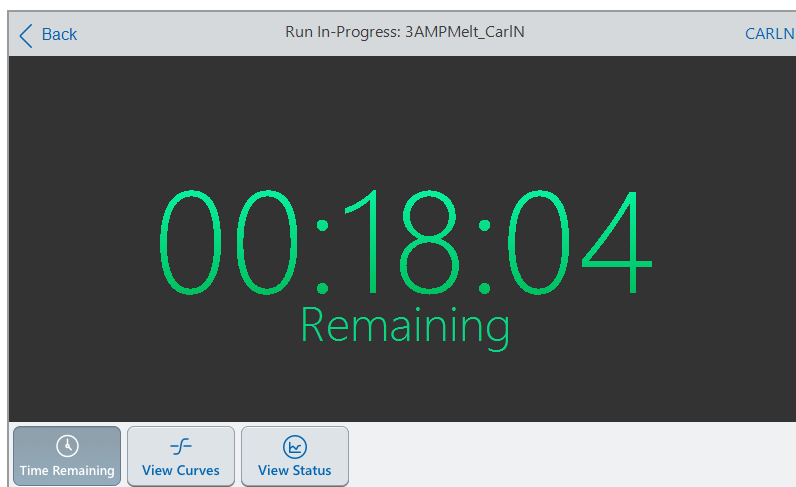 Back
Run In-Progress: 3AMPMelt_CarlN
CARLN
00:18:04
Remaining
Time Remaining
View Curves
View Status